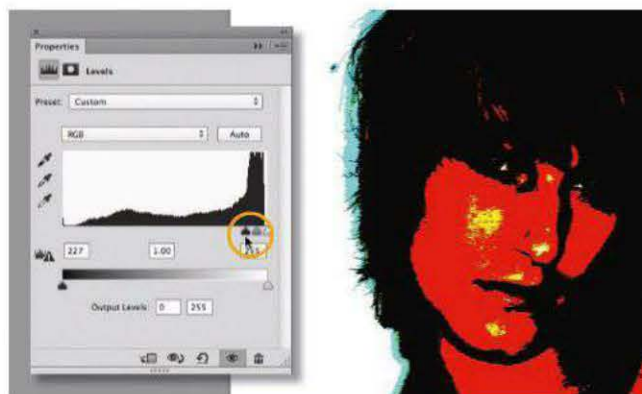 Properties
Levels
Preset: Custom
RGB Auto
227 1.00
Output Levels: 0 255